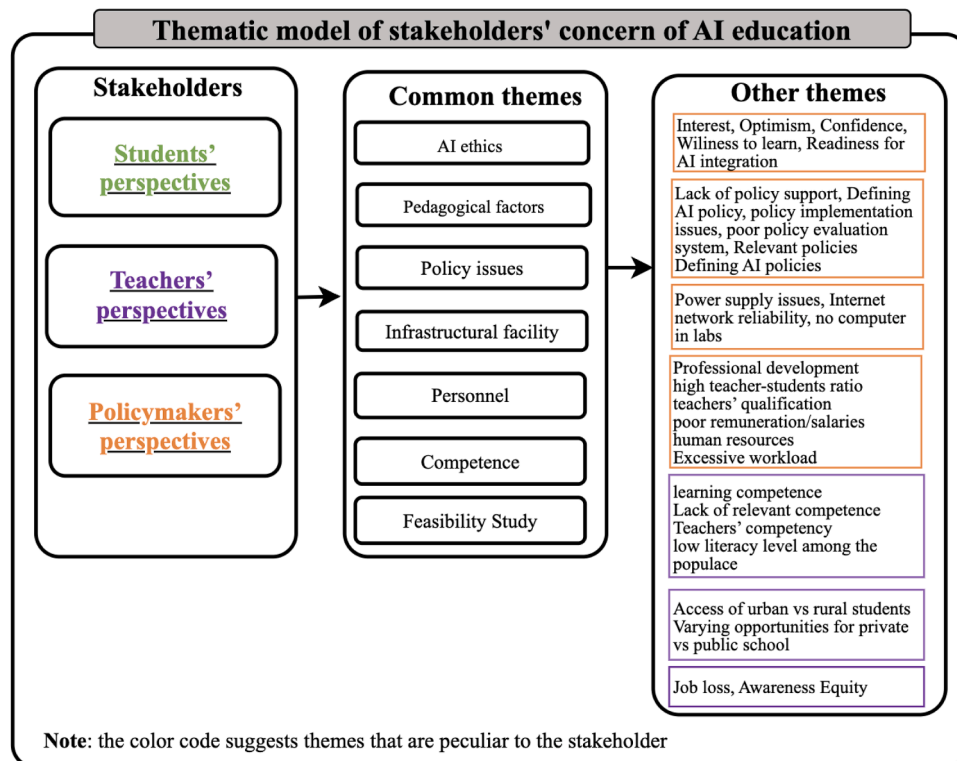 Thematic model of stakeholders' concern of AI education
Stakeholders
Students'
perspectives
Teachers'
perspectives
Policymakers'
perspectives
Common themes
AI ethics
Pedagogical factors
Policy issues
Infrastructural facility
Personnel
Competence
Feasibility Study
Other themes
Interest, Optimism, Confidence,
Wiliness to learn, Readiness for
AI integration
Lack of policy support, Defining
AI policy, policy implementation
issues, poor policy evaluation
system, Relevant policies
Defining AI policies
Power supply issues, Internet
network reliability, no computer
in labs
Professional development
high teacher-students ratio
teachers' qualification
poor remuneration/salaries
human resources
Excessive workload
learning competence
Lack of relevant competence
Teachers' competency
low literacy level among the
populace
Access of urban vs rural students
Varying opportunities for private
vs public school
Job loss, Awareness Equity
Note: the color code suggests themes that are peculiar to the stakeholder